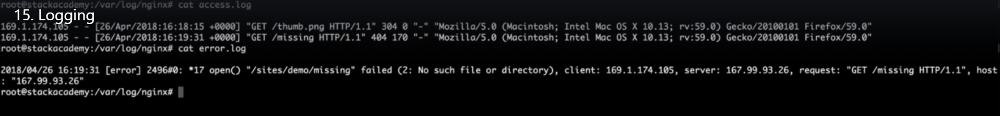 root@stackacademy:/var/log/nginx# cat access.log
15. Logging
169.1.174.105 - - [26/Apr/2018:16:18:15 +0000] "GET /thumb.png HTTP/1.1" 304 0 "-" "Mozilla/5.0 (Macintosh; Intel Mac OS X 10.13; rv:59.0) Gecko/20100101 Firefox/59.0"
169.1.174.105 - - [26/Apr/2018:16:19:31 +0000] "GET /missing HTTP/1.1" 404 170 "-" "Mozilla/5.0 (Macintosh; Intel Mac OS X 10.13; rv:59.0) Gecko/20100101 Firefox/59.0"
root@stackacademy:/var/log/nginx# cat error.log
2018/04/26 16:19:31 [error] 2496#0: *17 open() "/sites/demo/missing" failed (2: No such file or directory), client: 169.1.174.105, server: 167.99.93.26, request: "GET /missing HTTP/1.1", host
: "167.99.93.26"
root@stackacademy:/var/log/nginx#